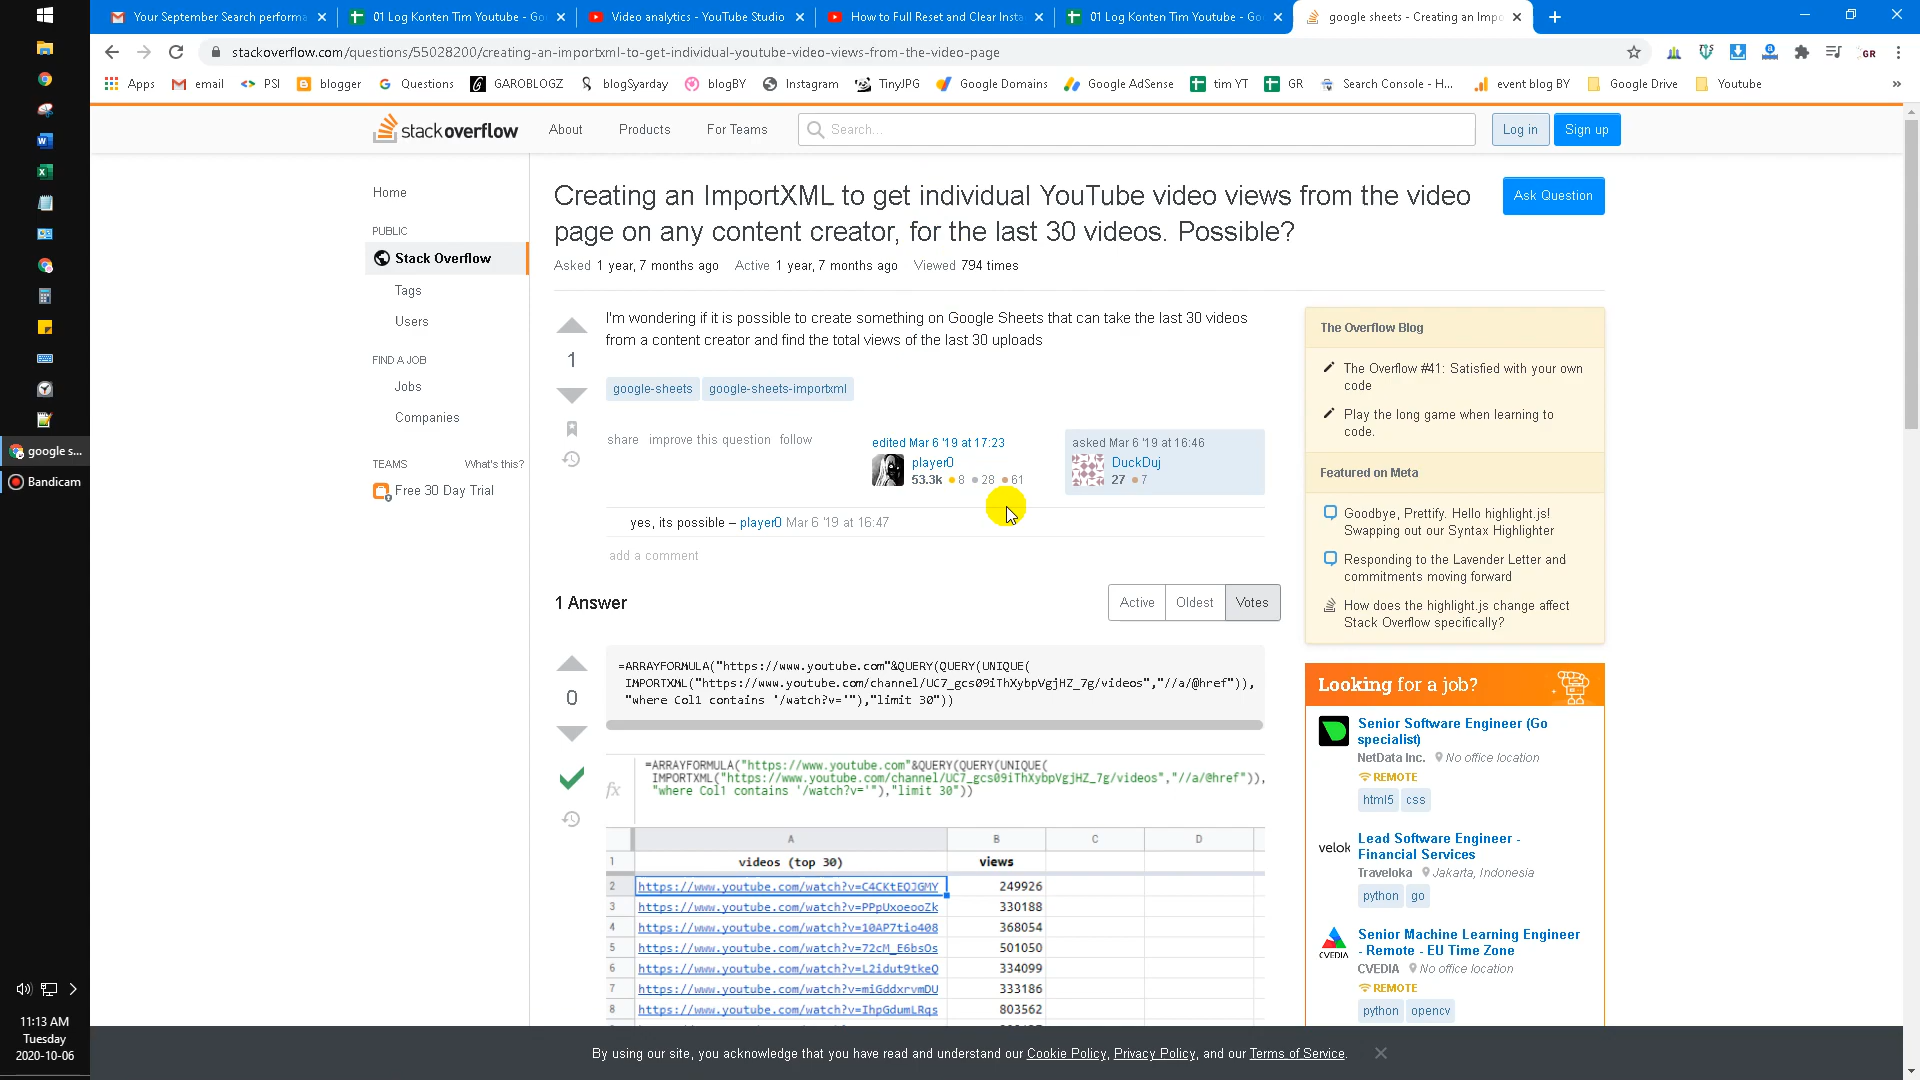 Your September Search performa
01 Log Konten Tim Youtube - Go
Video analytics - YouTube Studio
How to Full Reset and Clear Insta
01 Log Konten Tim Youtube - Go
google sheets - Creating an Impo
stackoverflow.com/questions/55028200/creating-an-importxml-to-get-individual-youtube-video-views-from-the-video-page
GR
Apps
email
PSI
blogger
Questions
GAROBLOGZ
blogSyarday
blogBY
Instagram
TinyJPG
Google Domains
Google AdSense
tim YT
GR
Search Console - H...
event blog BY
Google Drive
Youtube
»
stackoverflow
About
Products
For Teams
Search...
Log in
Sign up
Home
PUBLIC
Stack Overflow
Tags
Users
FIND A JOB
Jobs
Companies
TEAMS
What's this?
Free 30 Day Trial
google s...
Bandicam
11:13 AM
Tuesday
2020-10-06
Creating an ImportXML to get individual YouTube video views from the video
page on any content creator, for the last 30 videos. Possible?
Ask Question
Asked 1 year, 7 months ago Active 1 year, 7 months ago Viewed 794 times
I'm wondering if it is possible to create something on Google Sheets that can take the last 30 videos
from a content creator and find the total views of the last 30 uploads
1
google-sheets
google-sheets-importxml
share improve this question follow
edited Mar 6 '19 at 17:23
player0
53.3k 8 28 61
asked Mar 6 '19 at 16:46
DuckDuj
27 7
yes, its possible – player0 Mar 6 '19 at 16:47
add a comment
1 Answer
Active
Oldest
Votes
0
=ARRAYFORMULA("https://www.youtube.com"&QUERY(QUERY(UNIQUE(
IMPORTXML("https://www.youtube.com/channel/UC7_gcs09iThXybpVgjHZ_7g/videos","//a/@href")),
"where Col1 contains '/watch?v='"),"limit 30"))
fx
=ARRAYFORMULA("https://www.youtube.com"&QUERY(QUERY(UNIQUE(
IMPORTXML("https://www.youtube.com/channel/UC7_gcs09iThXybpVgjHZ_7g/videos","//a/@href")),
"where Col1 contains '/watch?v='"),"limit 30"))
A B C D
1 videos (top 30) views
2 https://www.youtube.com/watch?v=C4CKtEQJGMY 249926
3 https://www.youtube.com/watch?v=PPpUxoeooZk 330188
4 https://www.youtube.com/watch?v=10AP7tio408 368054
5 https://www.youtube.com/watch?v=72cM_E6bsOs 501050
6 https://www.youtube.com/watch?v=L2idut9tkeQ 334099
7 https://www.youtube.com/watch?v=miGddxrvmDU 333186
8 https://www.youtube.com/watch?v=IhpGdumLRqs 803562
The Overflow Blog
The Overflow #41: Satisfied with your own
code
Play the long game when learning to
code.
Featured on Meta
Goodbye, Prettify. Hello highlight.js!
Swapping out our Syntax Highlighter
Responding to the Lavender Letter and
commitments moving forward
How does the highlight.js change affect
Stack Overflow specifically?
Looking for a job?
Senior Software Engineer (Go
specialist)
NetData Inc. No office location
REMOTE
html5 css
velok
Lead Software Engineer -
Financial Services
Traveloka Jakarta, Indonesia
python go
Senior Machine Learning Engineer
- Remote - EU Time Zone
CVEDIA
CVEDIA No office location
REMOTE
python opencv
By using our site, you acknowledge that you have read and understand our Cookie Policy, Privacy Policy, and our Terms of Service.